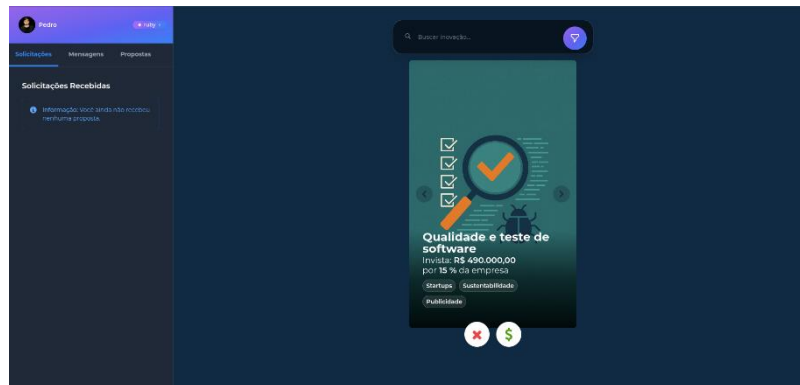 Pedro
Solicitações Mensagens Propostas
Solicitações Recebidas
Informação: Você ainda não recebeu
nenhuma proposta.
Buscar inovação...
Qualidade e teste de
software
Invista: R$ 490.000,00
por 15 % da empresa
Startups Sustentabilidade
Publicidade